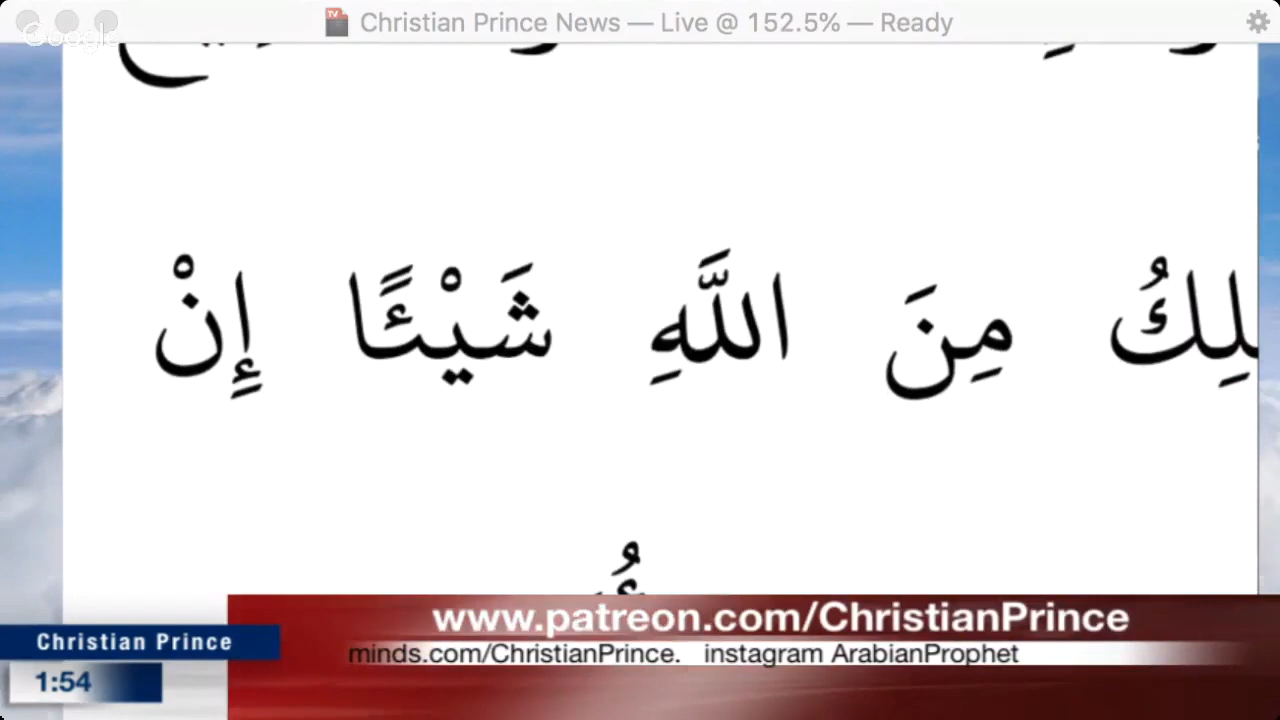 Christian Prince News — Live @ 152.5% — Ready
Google
مِنَ اللَّهِ شَيْئًا إِنْ
www.patreon.com/ChristianPrince
Christian Prince
minds.com/ChristianPrince. instagram ArabianProphet
1:54